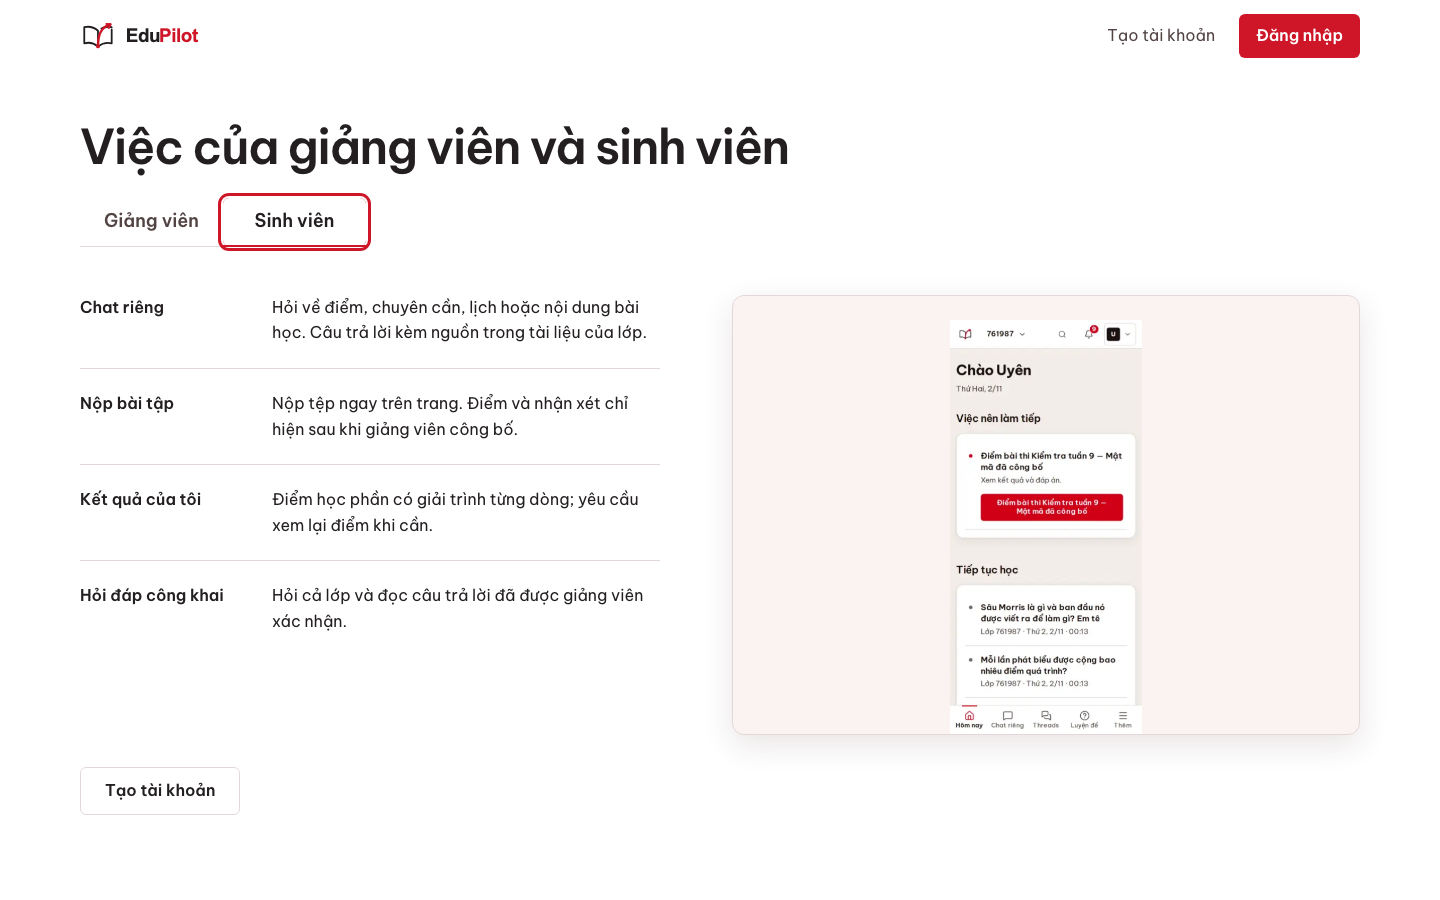 EduPilot
Tạo tài khoản
Đăng nhập
Việc của giảng viên và sinh viên
Giảng viên
Sinh viên
Chat riêng
Hỏi về điểm, chuyên cần, lịch hoặc nội dung bài
học. Câu trả lời kèm nguồn trong tài liệu của lớp.
Nộp bài tập
Nộp tệp ngay trên trang. Điểm và nhận xét chỉ
hiện sau khi giảng viên công bố.
Kết quả của tôi
Điểm học phần có giải trình từng dòng; yêu cầu
xem lại điểm khi cần.
Hỏi đáp công khai
Hỏi cả lớp và đọc câu trả lời đã được giảng viên
xác nhận.
Tạo tài khoản
761987
9
U
Chào Uyên
Thứ Hai, 2/11
Việc nên làm tiếp
Điểm bài thi Kiểm tra tuần 9 — Mật
mã đã công bố
Xem kết quả và đáp án.
Điểm bài thi Kiểm tra tuần 9 —
Mật mã đã công bố
Tiếp tục học
Sâu Morris là gì và ban đầu nó
được viết ra để làm gì? Em tê
Lớp 761987 · Thứ 2, 2/11 · 00:13
Mỗi lần phát biểu được cộng bao
nhiêu điểm quá trình?
Lớp 761987 · Thứ 2, 2/11 · 00:13
Hôm nay
Chat riêng
Threads
Luyện đề
Thêm